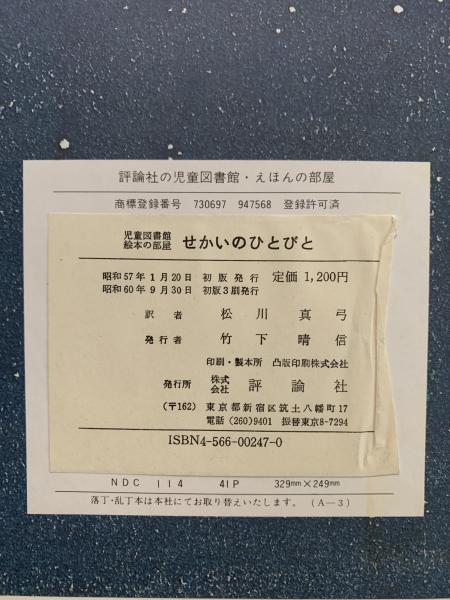 評論社の児童図書館・えほんの部屋
商標登録番号 730697 947568 登録許可済
児童図書館
絵本の部屋 せかいのひとびと
昭和57年1月20日 初版発行 定価1,200円
昭和60年9月30日 初版3刷発行
訳者 松川真弓
発行者 竹下晴信
印刷・製本所 凸版印刷株式会社
発行所 株式会社 評論社
(〒162) 東京都新宿区筑土八幡町17
電話 (260)9401 振替東京8-7294
ISBN4-566-00247-0
NDC 114 41P 329mm×249mm
落丁・乱丁本は本社にてお取り替えいたします。 (A—3)